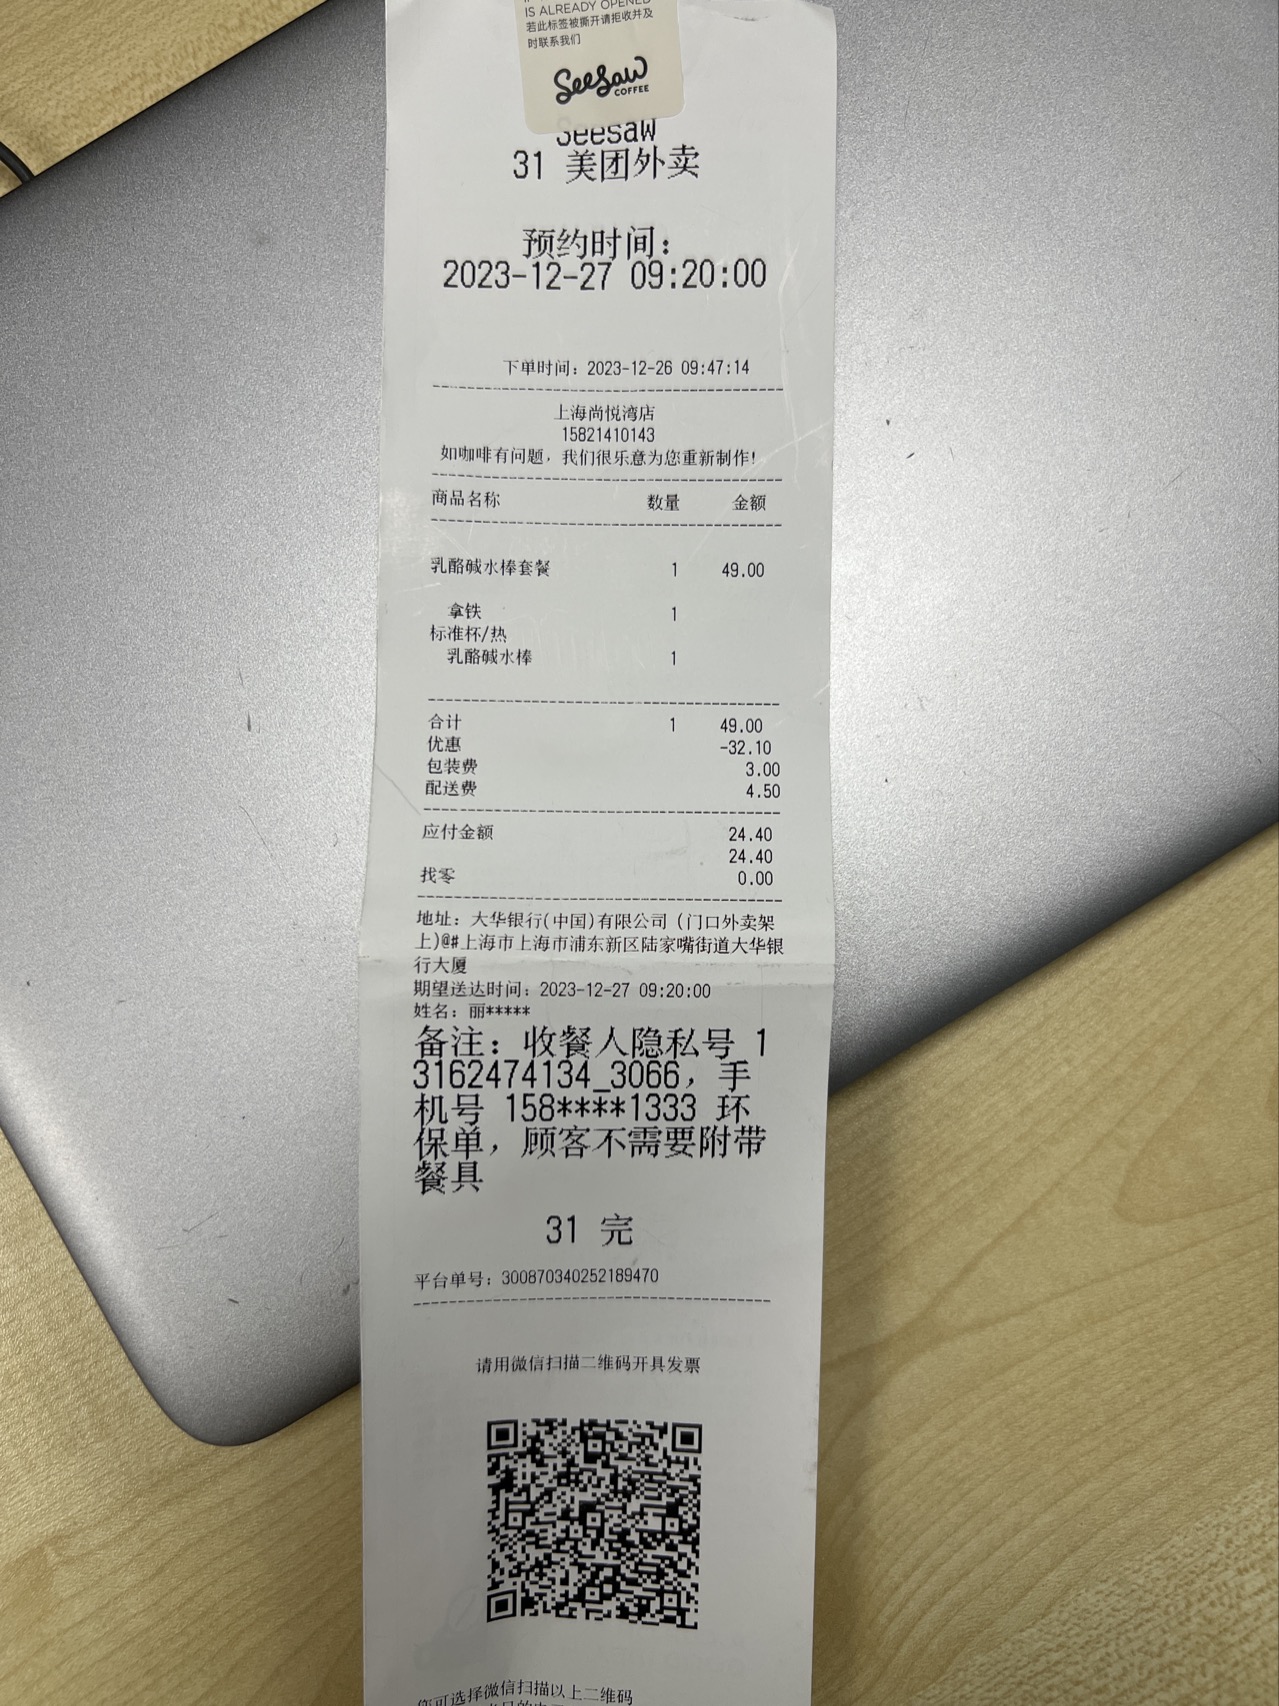 IS ALREADY OPENED
若此标签被撕开请拒收并及
时联系我们
Seesaw
COFFEE
Seesaw
31 美团外卖
预约时间：
2023-12-27 09:20:00
下单时间：2023-12-26 09:47:14
上海尚悦湾店
15821410143
如咖啡有问题，我们很乐意为您重新制作！
商品名称 数量 金额
乳酪碱水棒套餐 1 49.00
拿铁 1
标准杯/热
乳酪碱水棒 1
合计 1 49.00
优惠 -32.10
包装费 3.00
配送费 4.50
应付金额 24.40
24.40
找零 0.00
地址：大华银行(中国)有限公司（门口外卖架
上)@#上海市上海市浦东新区陆家嘴街道大华银
行大厦
期望送达时间：2023-12-27 09:20:00
姓名：丽*****
备注：收餐人隐私号 1
3162474134_3066，手
机号 158****1333 环
保单，顾客不需要附带
餐具
31 完
平台单号：300870340252189470
请用微信扫描二维码开具发票
您可选择微信扫描以上二维码